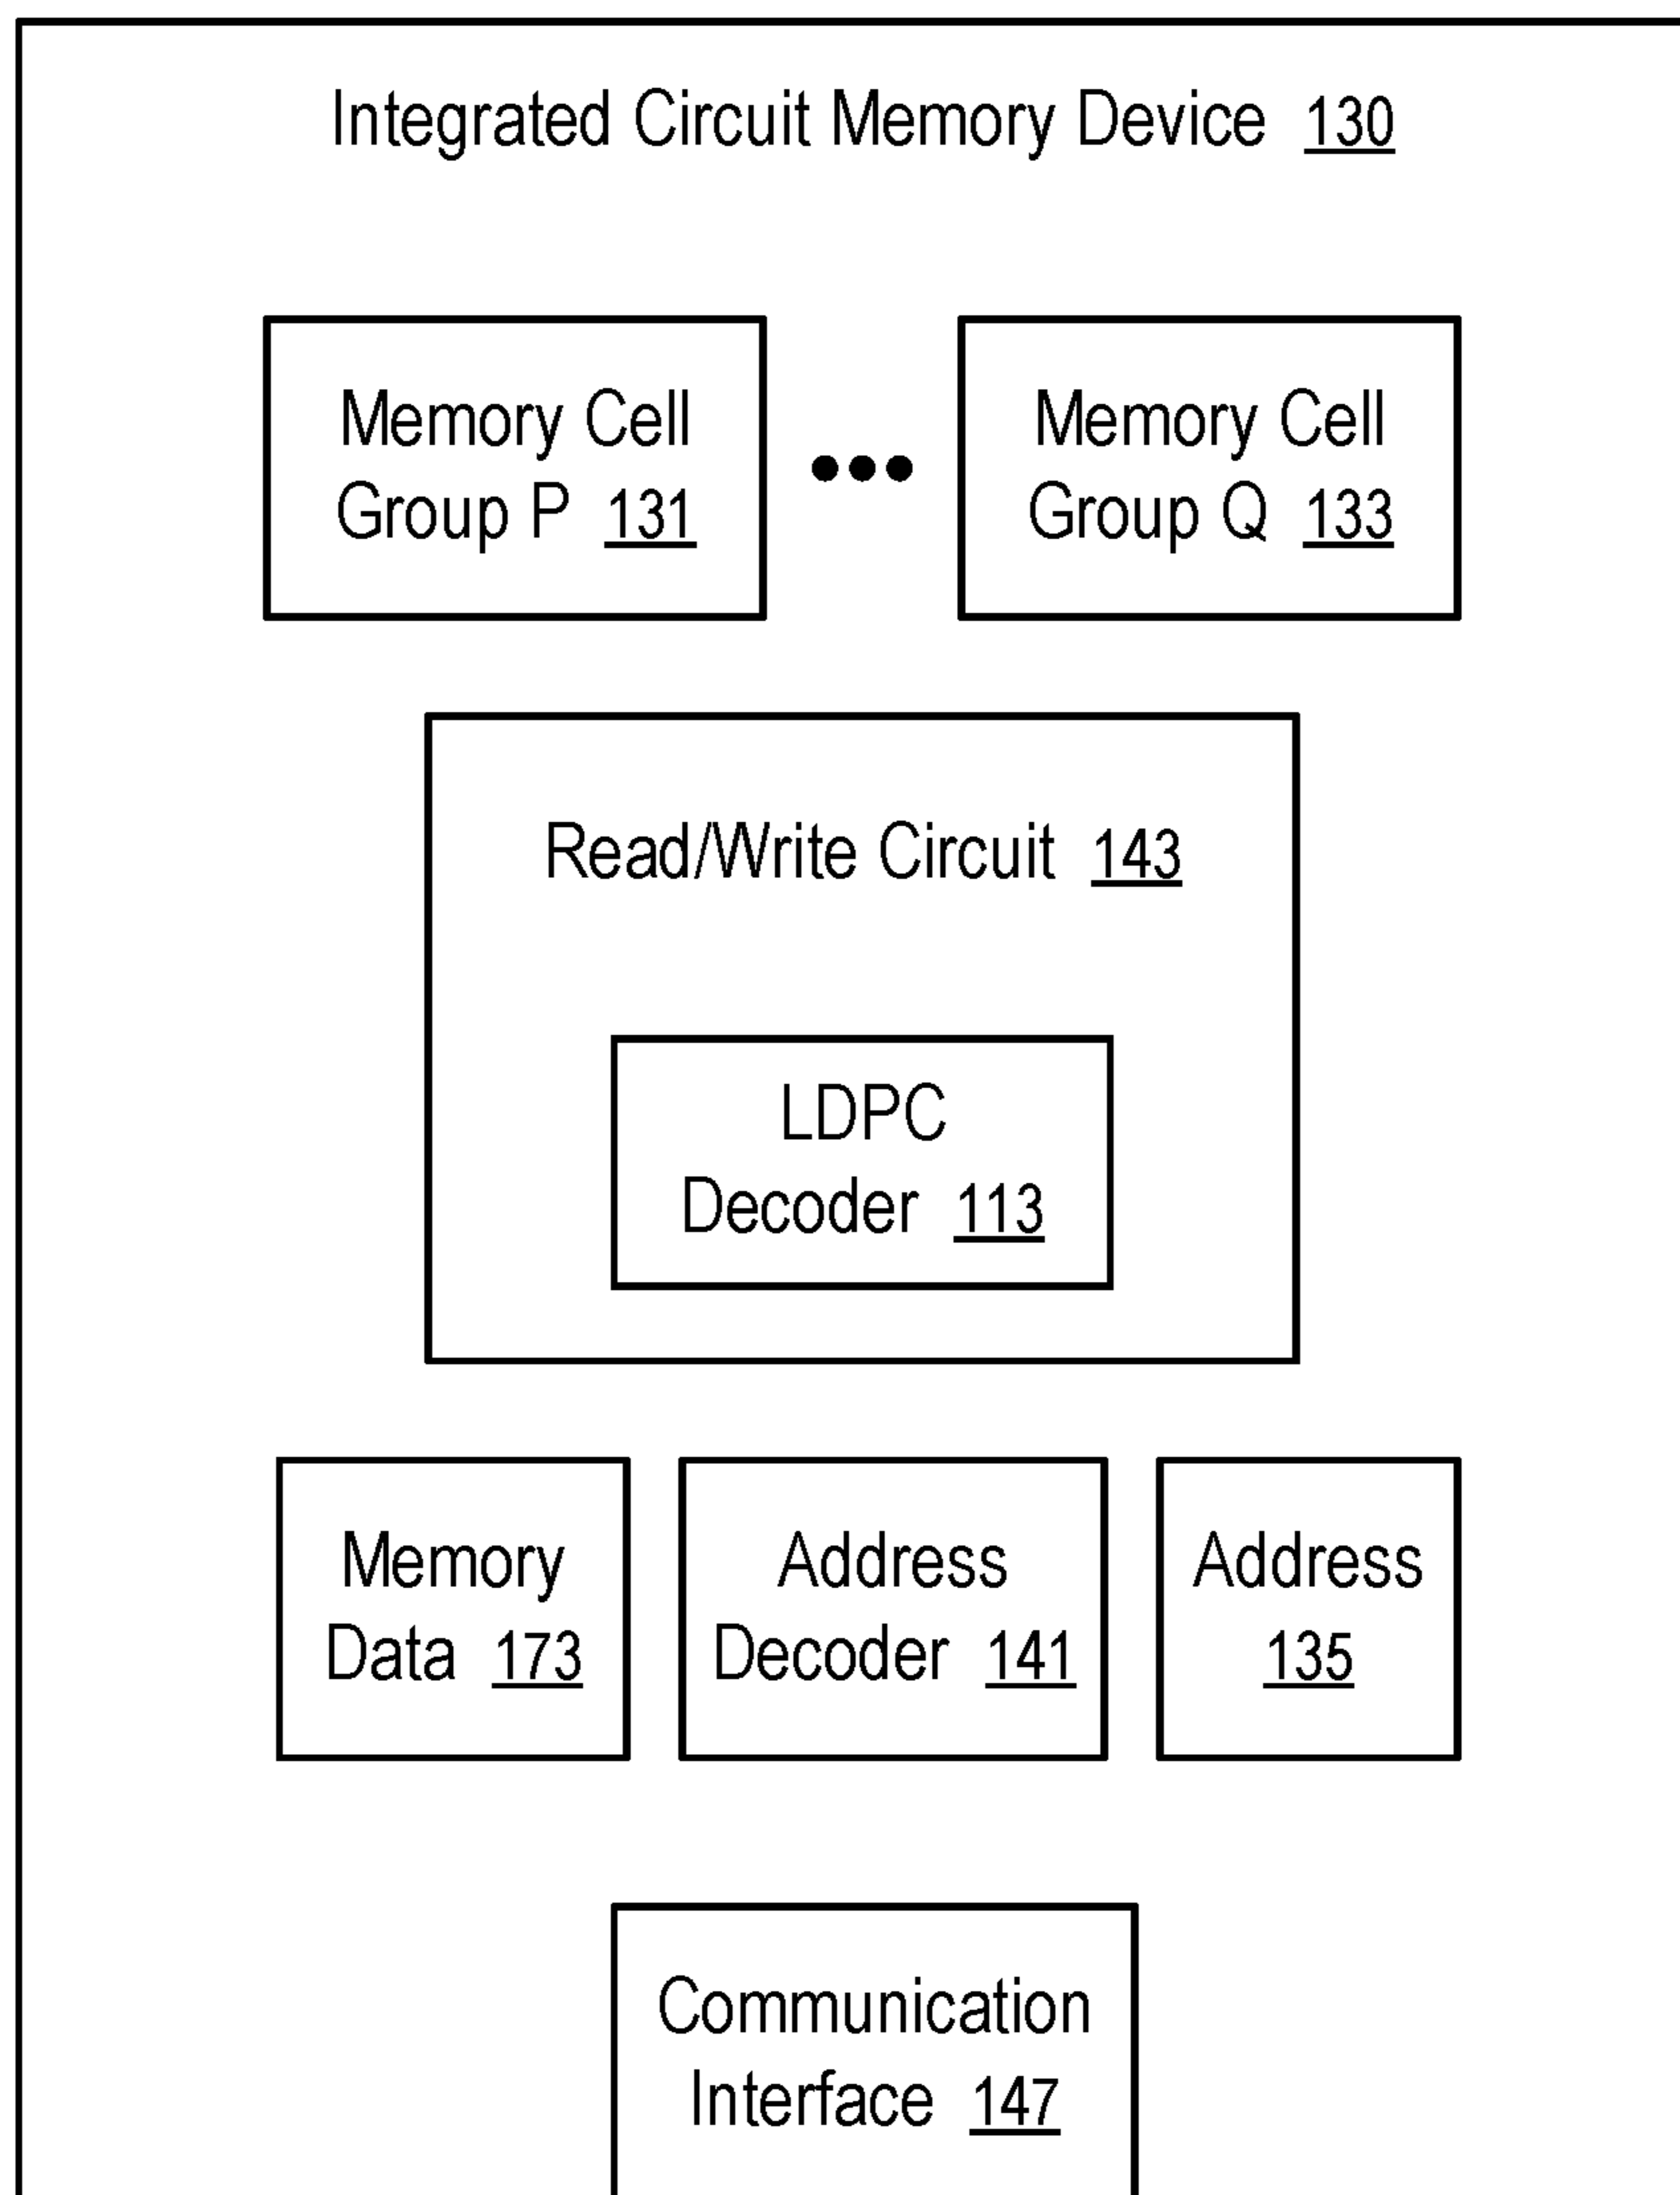 Integrated Circuit Memory Device 130
Memory Cell
Group P 131
Memory Cell
Group Q 133
Read/Write Circuit 143
LDPC
Decoder 113
Memory
Data 173
Address
Decoder 141
Address
135
Communication
Interface 147